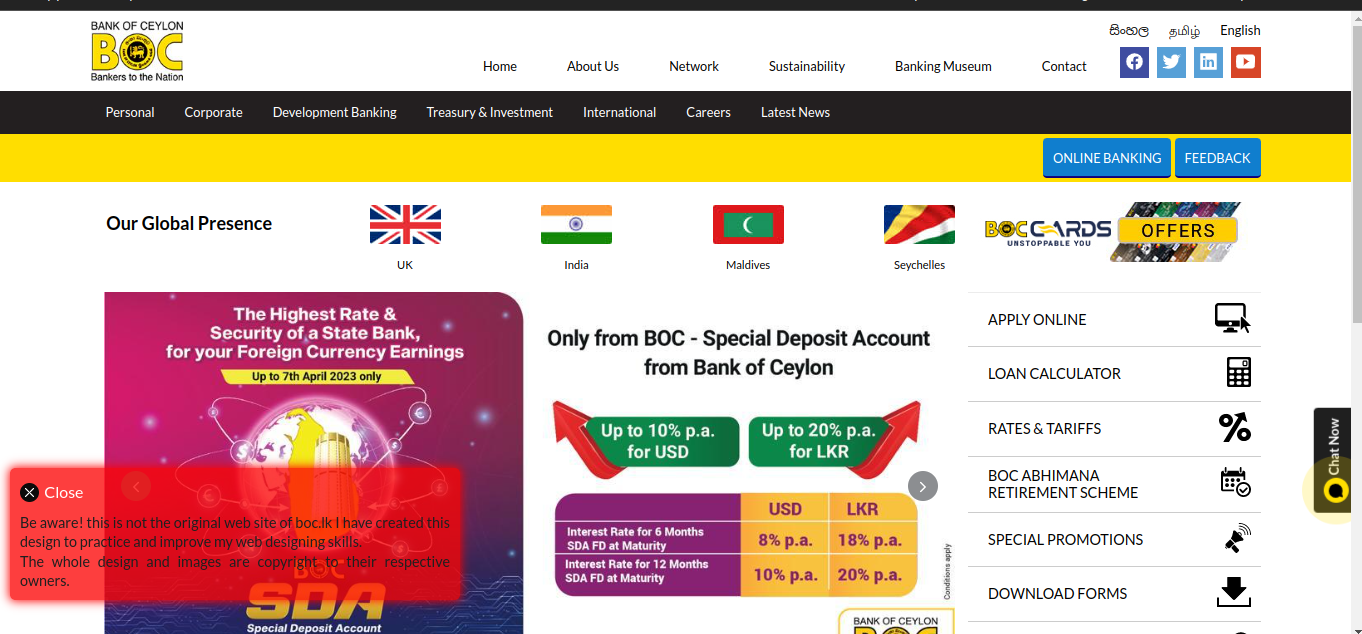 BANK OF CEYLON
BOC
Bankers to the Nation
සිංහල தமிழ் English
Home About Us Network Sustainability Banking Museum Contact
Personal Corporate Development Banking Treasury & Investment International Careers Latest News
ONLINE BANKING FEEDBACK
Our Global Presence
UK India Maldives Seychelles
BOC CARDS
UNSTOPPABLE YOU
OFFERS
The Highest Rate &
Security of a State Bank,
for your Foreign Currency Earnings
Up to 7th April 2023 only
Close
Be aware! this is not the original web site of boc.lk I have created this
design to practice and improve my web designing skills.
The whole design and images are copyright to their respective
owners.
BOC
SDA
Special Deposit Account
Only from BOC - Special Deposit Account
from Bank of Ceylon
Up to 10% p.a.
for USD
Up to 20% p.a.
for LKR
USD LKR
Interest Rate for 6 Months
SDA FD at Maturity
8% p.a. 18% p.a.
Interest Rate for 12 Months
SDA FD at Maturity
10% p.a. 20% p.a.
Conditions apply
BANK OF CEYLON
BOC
APPLY ONLINE
LOAN CALCULATOR
RATES & TARIFFS
BOC ABHIMANA
RETIREMENT SCHEME
SPECIAL PROMOTIONS
DOWNLOAD FORMS
Chat Now